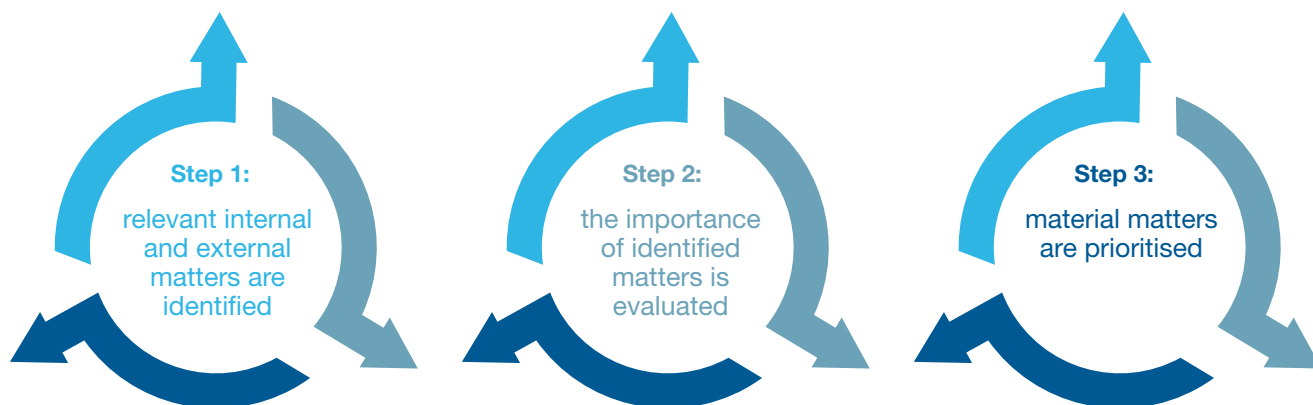 Step 1:
relevant internal
and external
matters are
identified
Step 2:
the importance
of identified
matters is
evaluated
Step 3:
material matters
are prioritised